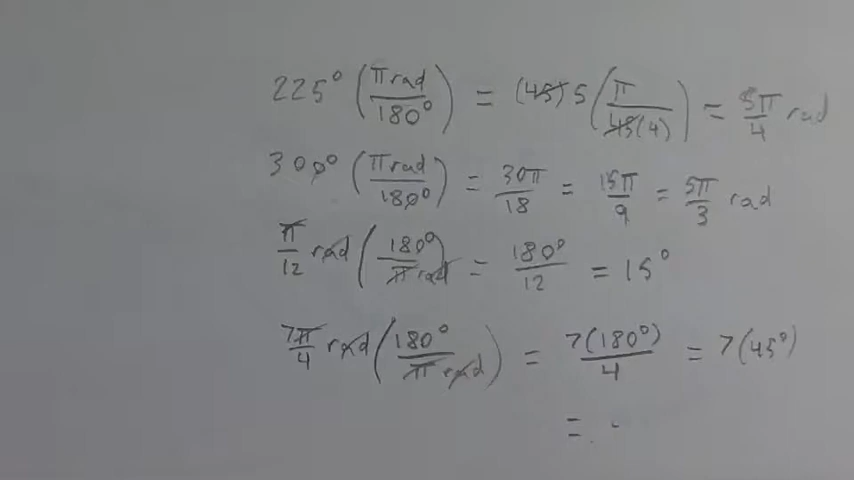 225° (π rad / 180°) = (45) 5 (π / 45(4)) = 5π/4 rad
300° (π rad / 180°) = 30π/18 = 15π/9 = 5π/3 rad
π/12 rad (180° / π rad) = 180°/12 = 15°
7π/4 rad (180° / π rad) = 7(180°)/4 = 7(45°)
=